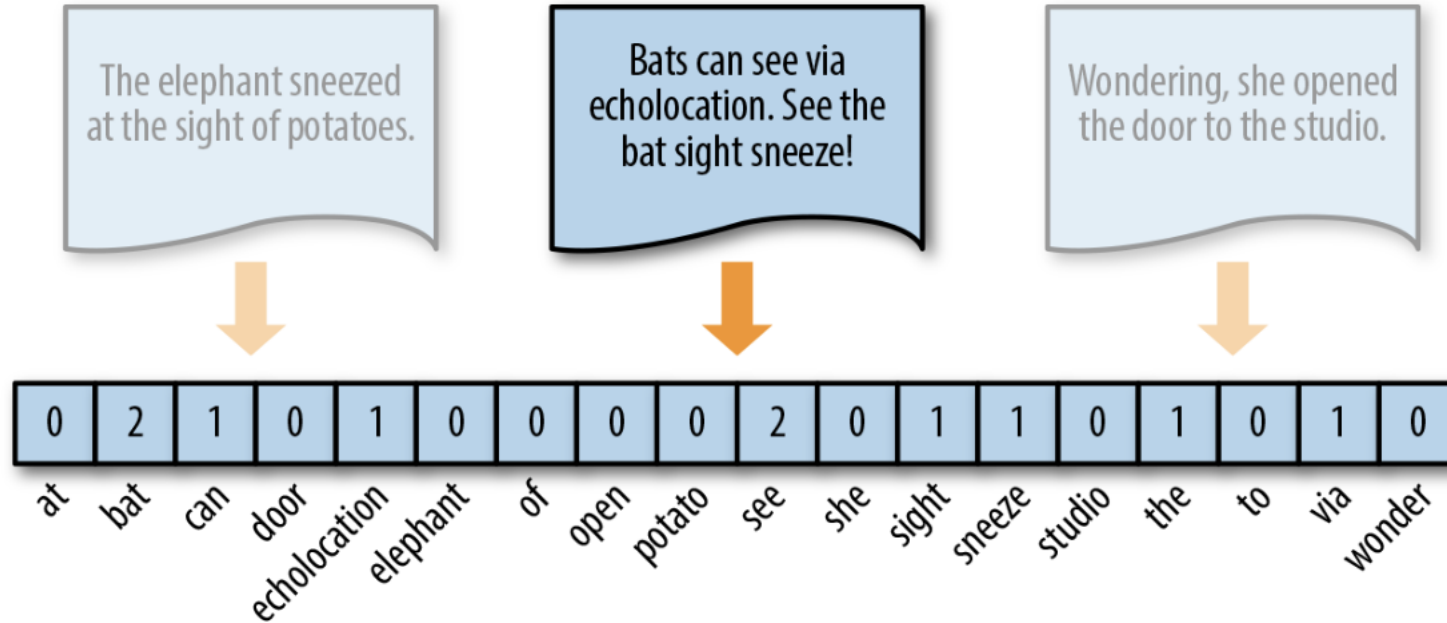 The elephant sneezed
at the sight of potatoes.
Bats can see via
echolocation. See the
bat sight sneeze!
Wondering, she opened
the door to the studio.
0 2 1 0 1 0 0 0 0 2 0 1 1 0 1 0 1 0
at bat can door echolocation elephant of open potato see she sight sneeze studio the to via wonder